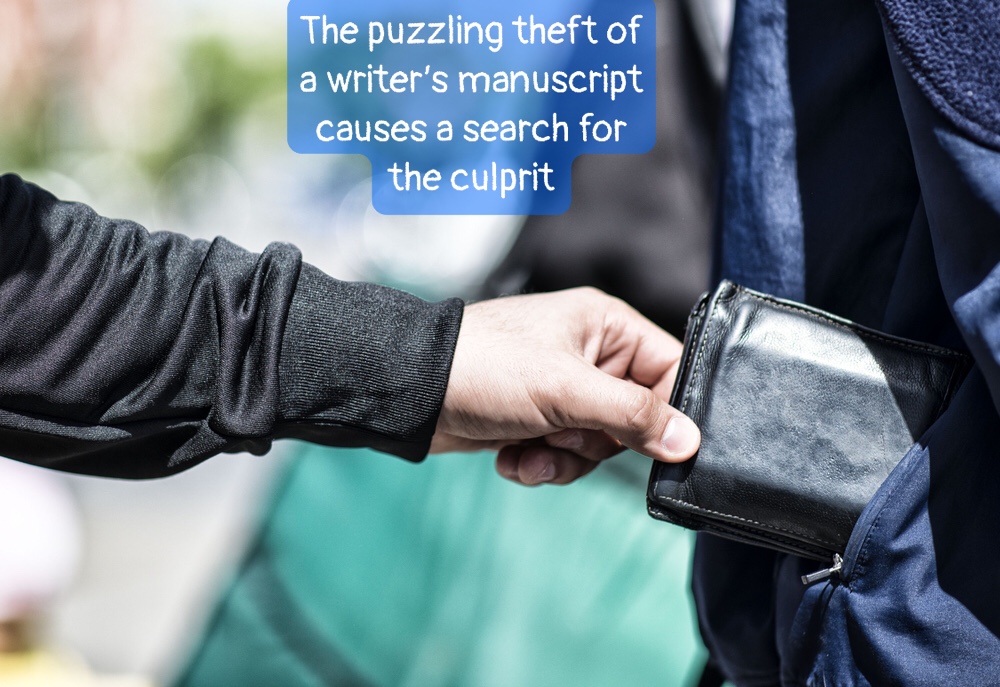 The puzzling theft of
a writer's manuscript
causes a search for
the culprit